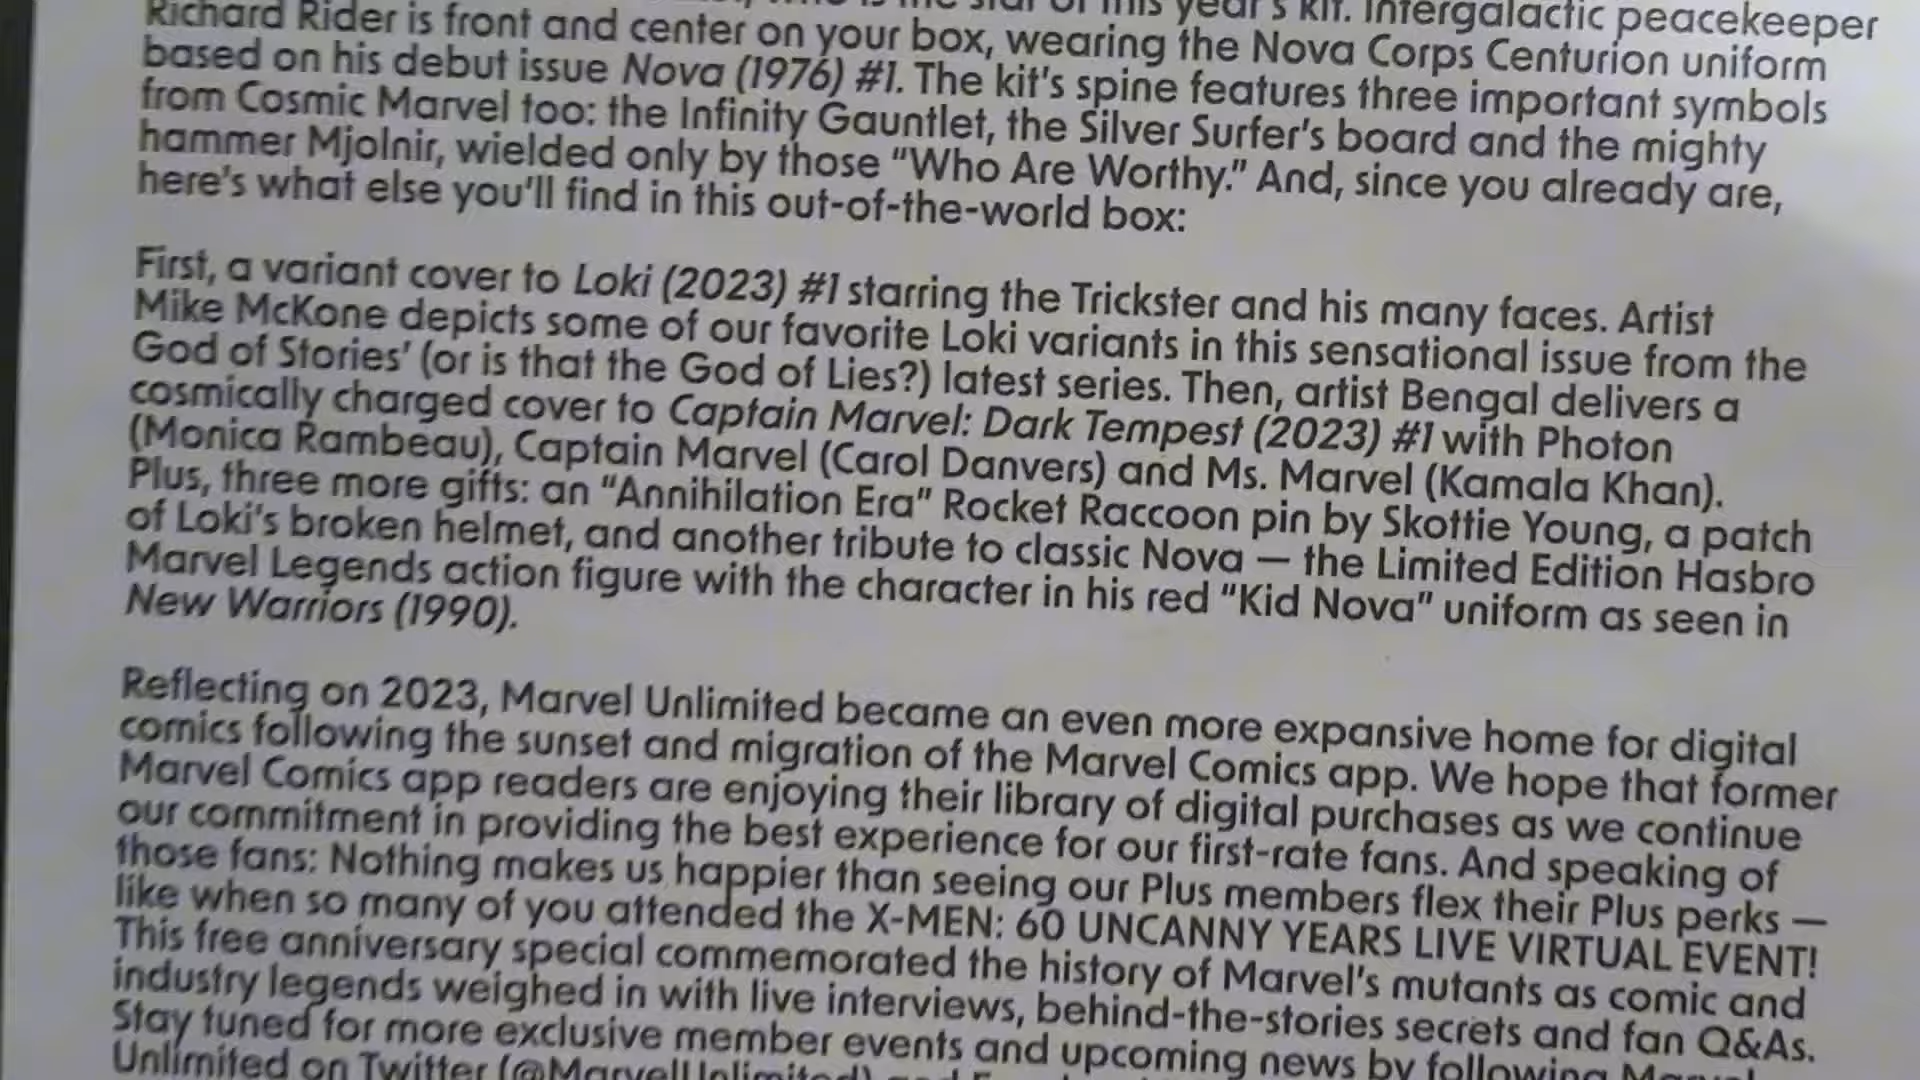 the star of this year's kit. Intergalactic peacekeeper
Richard Rider is front and center on your box, wearing the Nova Corps Centurion uniform
based on his debut issue Nova (1976) #1. The kit's spine features three important symbols
from Cosmic Marvel too: the Infinity Gauntlet, the Silver Surfer's board and the mighty
hammer Mjolnir, wielded only by those “Who Are Worthy.” And, since you already are,
here's what else you'll find in this out-of-the-world box:
First, a variant cover to Loki (2023) #1 starring the Trickster and his many faces. Artist
Mike McKone depicts some of our favorite Loki variants in this sensational issue from the
God of Stories' (or is that the God of Lies?) latest series. Then, artist Bengal delivers a
cosmically charged cover to Captain Marvel: Dark Tempest (2023) #1 with Photon
(Monica Rambeau), Captain Marvel (Carol Danvers) and Ms. Marvel (Kamala Khan).
Plus, three more gifts: an “Annihilation Era” Rocket Raccoon pin by Skottie Young, a patch
of Loki's broken helmet, and another tribute to classic Nova — the Limited Edition Hasbro
Marvel Legends action figure with the character in his red “Kid Nova” uniform as seen in
New Warriors (1990).
Reflecting on 2023, Marvel Unlimited became an even more expansive home for digital
comics following the sunset and migration of the Marvel Comics app. We hope that former
Marvel Comics app readers are enjoying their library of digital purchases as we continue
our commitment in providing the best experience for our first-rate fans. And speaking of
those fans: Nothing makes us happier than seeing our Plus members flex their Plus perks —
like when so many of you attended the X-MEN: 60 UNCANNY YEARS LIVE VIRTUAL EVENT!
This free anniversary special commemorated the history of Marvel's mutants as comic and
industry legends weighed in with live interviews, behind-the-stories secrets and fan Q&As.
Stay tuned for more exclusive member events and upcoming news by following Marvel
Unlimited on Twitter (@MarvelUnlimited) and